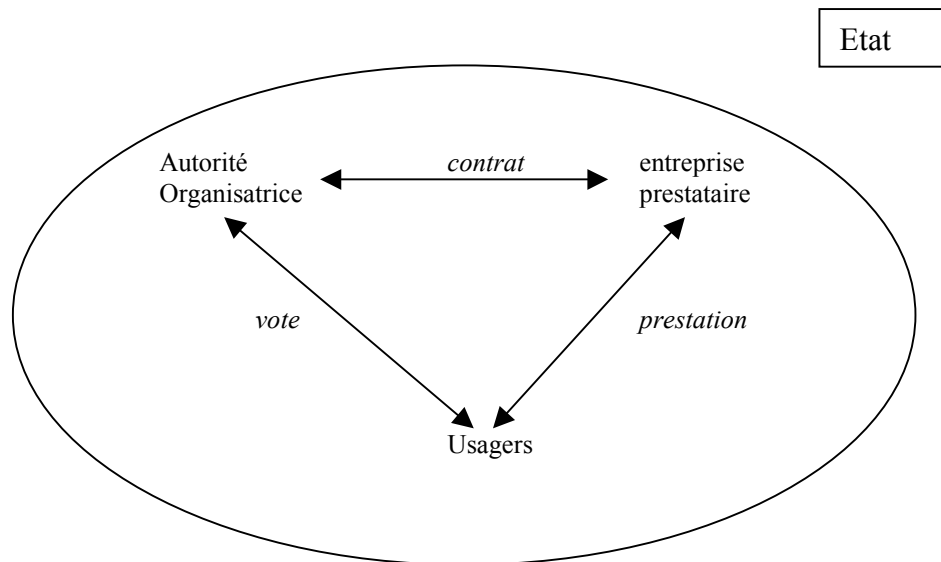 Etat
Autorité
Organisatrice
contrat
entreprise
prestataire
vote
prestation
Usagers